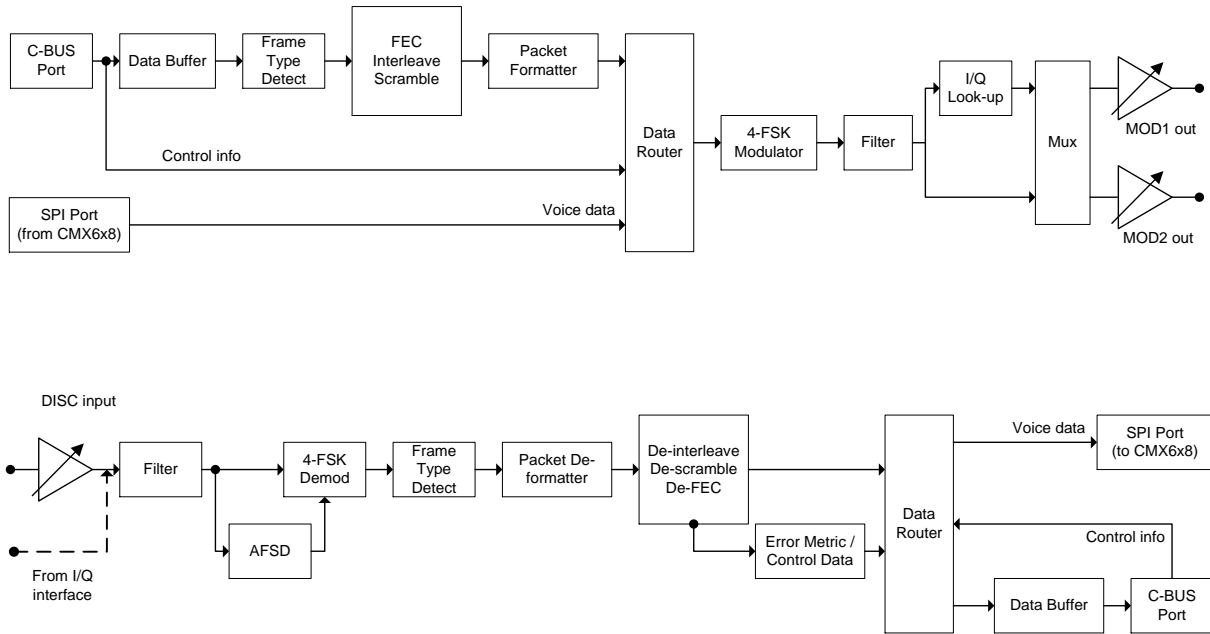 C-BUS
Port
Data Buffer
Frame
Type
Detect
FEC
Interleave
Scramble
Packet
Formatter
Control info
SPI Port
(from CMX6x8)
Voice data
Data
Router
4-FSK
Modulator
Filter
I/Q
Look-up
Mux
MOD1 out
MOD2 out
DISC input
From I/Q
interface
Filter
AFSD
4-FSK
Demod
Frame
Type
Detect
Packet De-
formatter
De-interleave
De-scramble
De-FEC
Error Metric /
Control Data
Data
Router
Voice data
SPI Port
(to CMX6x8)
Control info
Data Buffer
C-BUS
Port